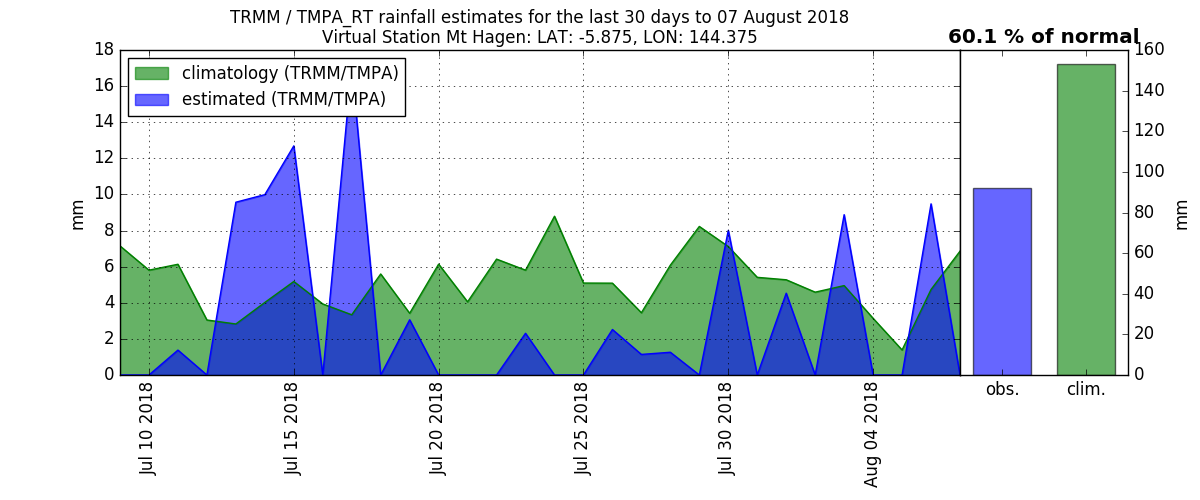 TRMM / TMPA_RT rainfall estimates for the last 30 days to 07 August 2018
Virtual Station Mt Hagen: LAT: -5.875, LON: 144.375
60.1 % of normal
climatology (TRMM/TMPA)
estimated (TRMM/TMPA)
18
16
14
12
10
8
6
4
2
0
mm
Jul 10 2018
Jul 15 2018
Jul 20 2018
Jul 25 2018
Jul 30 2018
Aug 04 2018
160
140
120
100
80
60
40
20
0
mm
obs.
clim.